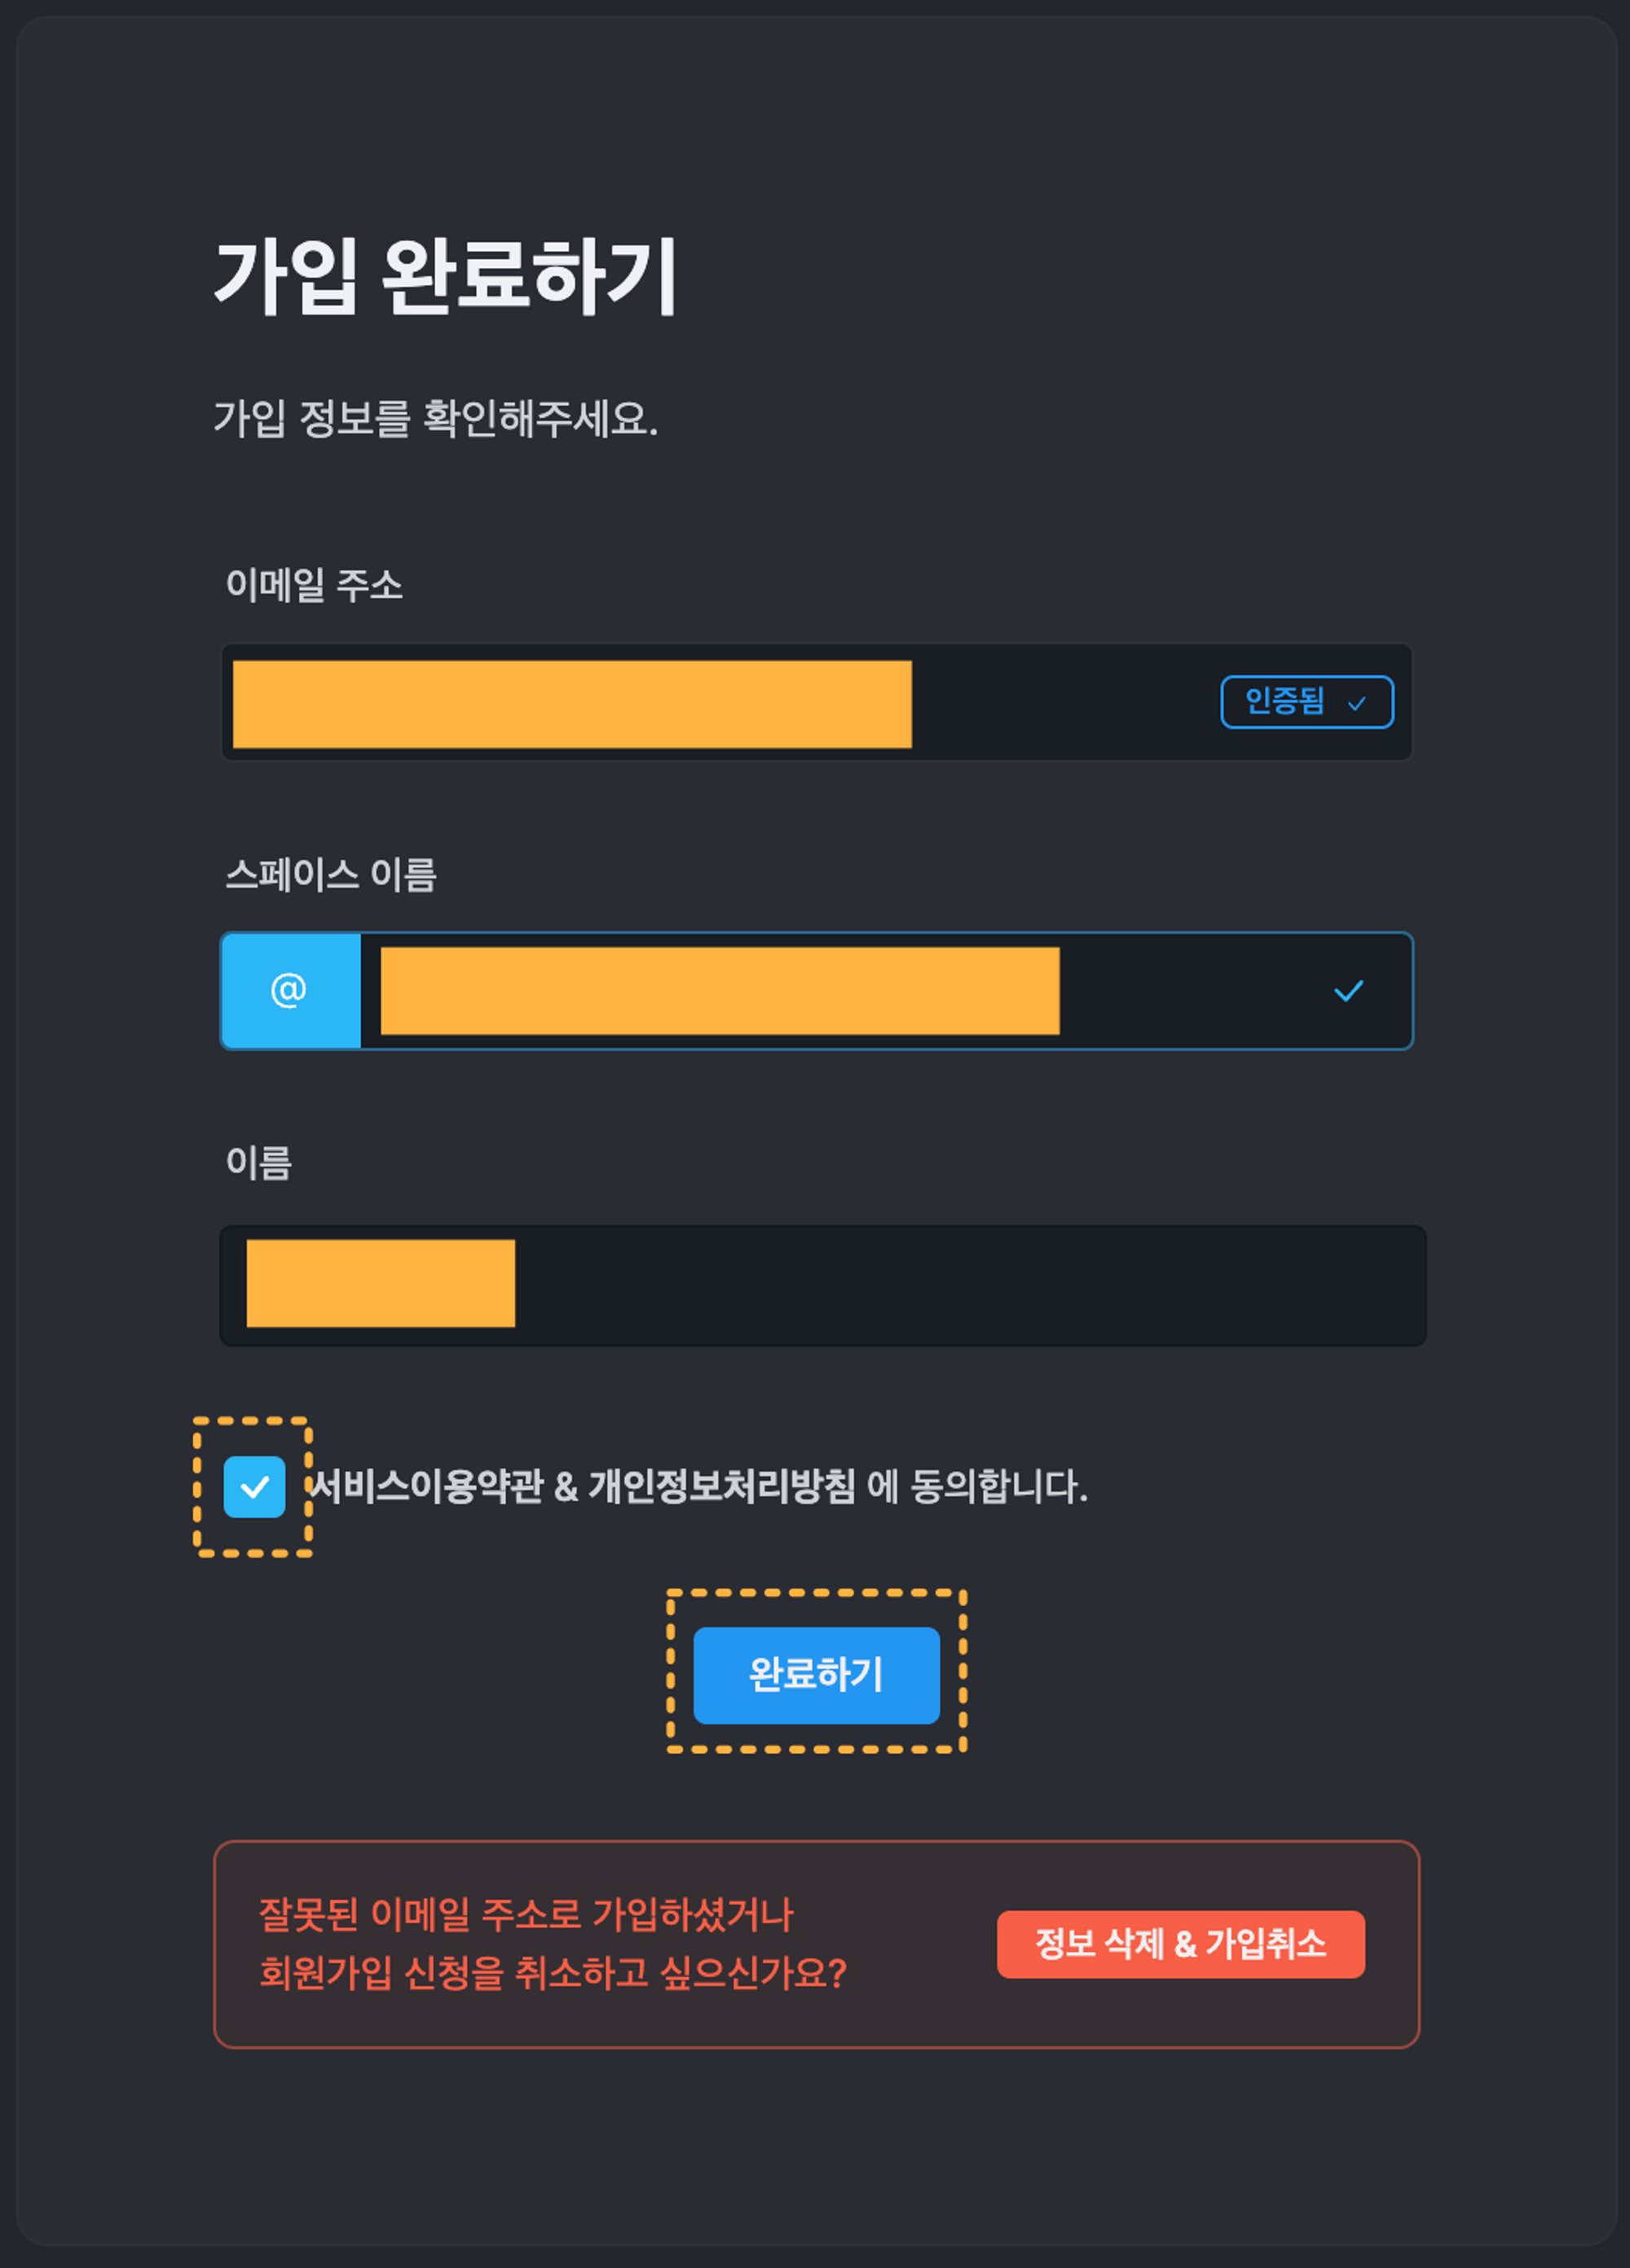 가입 완료하기
가입 정보를 확인해주세요.
이메일 주소
인증됨
스페이스 이름
@
이름
서비스이용약관 & 개인정보처리방침 에 동의합니다.
완료하기
잘못된 이메일 주소로 가입하셨거나
회원가입 신청을 취소하고 싶으신가요?
정보 삭제 & 가입취소